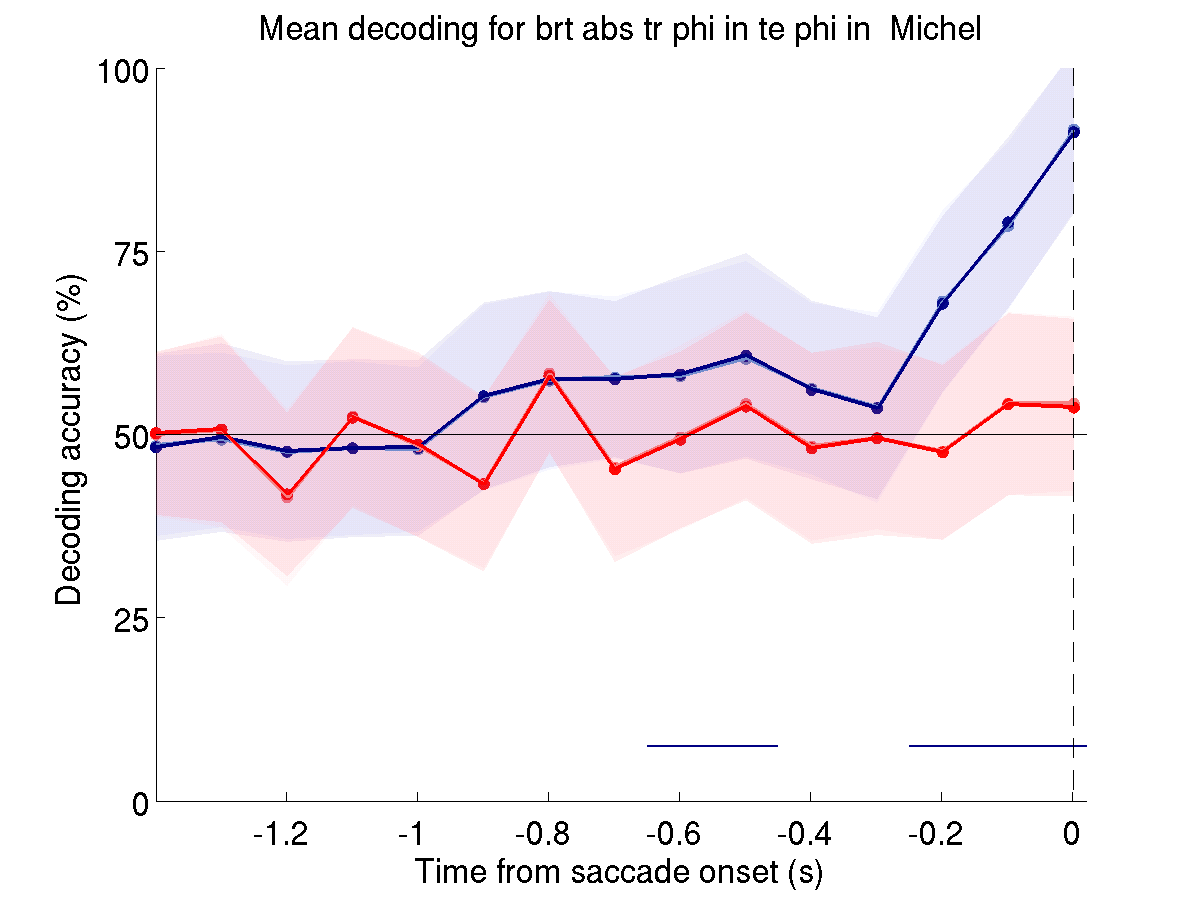 Mean decoding for brt abs tr phi in te phi in  Michel
100
75
50
25
0
Decoding accuracy (%)
-1.2 -1 -0.8 -0.6 -0.4 -0.2 0
Time from saccade onset (s)